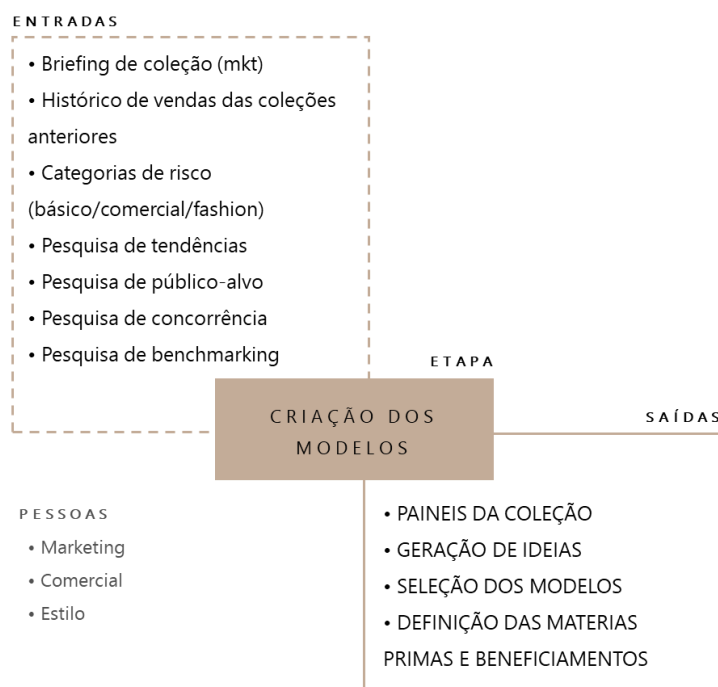 ENTRADAS
• Briefing de coleção (mkt)
• Histórico de vendas das coleções
anteriores
• Categorias de risco
(básico/comercial/fashion)
• Pesquisa de tendências
• Pesquisa de público-alvo
• Pesquisa de concorrência
• Pesquisa de benchmarking
ETAPA
CRIAÇÃO DOS
MODELOS
SAÍDAS
PESSOAS
• Marketing
• Comercial
• Estilo
• PAINEIS DA COLEÇÃO
• GERAÇÃO DE IDEIAS
• SELEÇÃO DOS MODELOS
• DEFINIÇÃO DAS MATERIAS
PRIMAS E BENEFICIAMENTOS